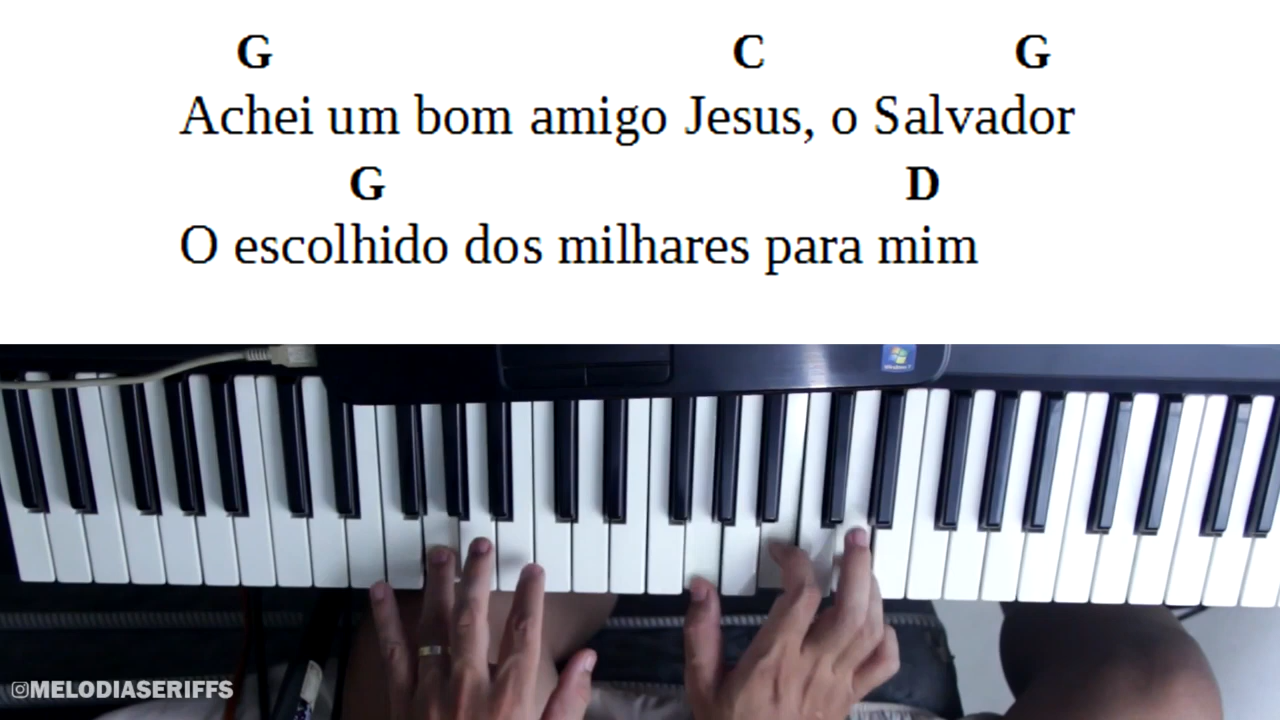 G C G
Achei um bom amigo Jesus, o Salvador
G D
O escolhido dos milhares para mim
@MELODIASERIFFS